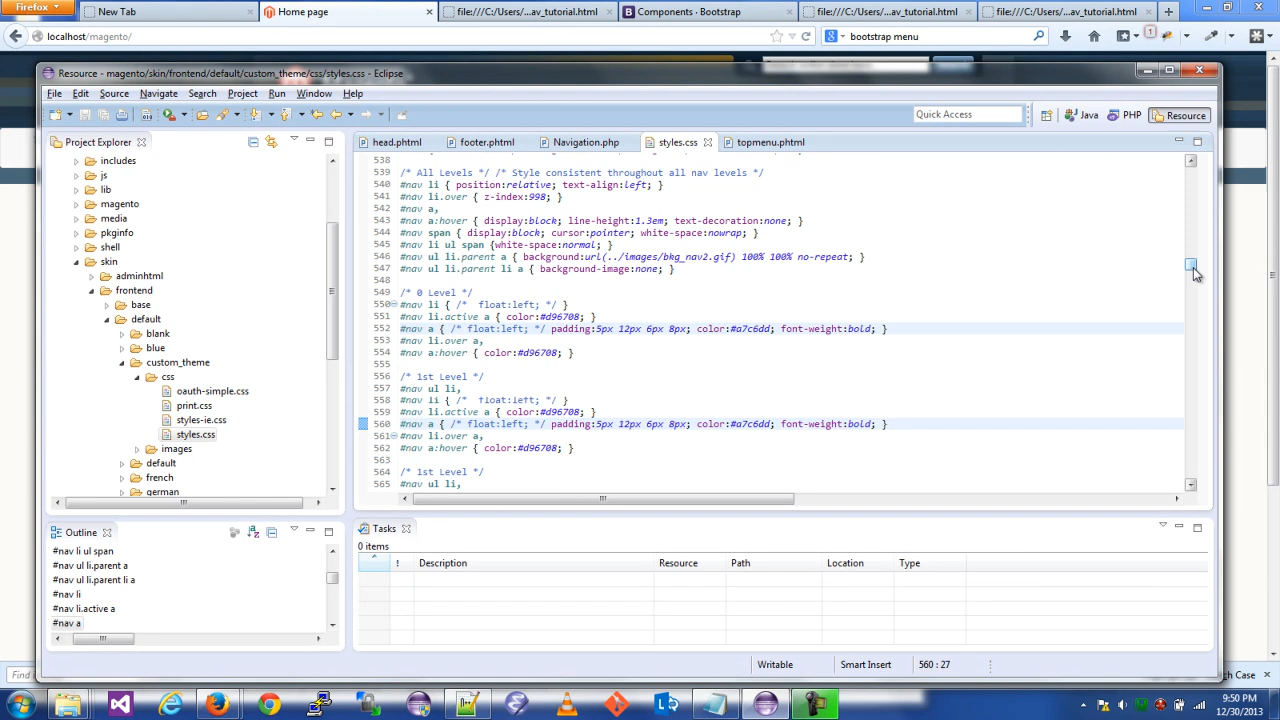 Firefox
New Tab
Home page
file:///C:/Users/...av_tutorial.html
Components · Bootstrap
file:///C:/Users/...av_tutorial.html
file:///C:/Users/...av_tutorial.html
localhost/magento/
bootstrap menu
1
Resource - magento/skin/frontend/default/custom_theme/css/styles.css - Eclipse
File Edit Source Navigate Search Project Run Window Help
Quick Access
Java
PHP
Resource
Project Explorer
includes
js
lib
magento
media
pkginfo
shell
skin
adminhtml
frontend
base
default
blank
blue
custom_theme
css
oauth-simple.css
print.css
styles-ie.css
styles.css
images
default
french
german
head.phtml
footer.phtml
Navigation.php
styles.css
topmenu.phtml
538
539 /* All Levels */ /* Style consistent throughout all nav levels */
540 #nav li { position:relative; text-align:left; }
541 #nav li.over { z-index:998; }
542 #nav a,
543 #nav a:hover { display:block; line-height:1.3em; text-decoration:none; }
544 #nav span { display:block; cursor:pointer; white-space:nowrap; }
545 #nav li ul span {white-space:normal; }
546 #nav ul li.parent a { background:url(../images/bkg_nav2.gif) 100% 100% no-repeat; }
547 #nav ul li.parent li a { background-image:none; }
548
549 /* 0 Level */
550 #nav li { /* float:left; */ }
551 #nav li.active a { color:#d96708; }
552 #nav a { /* float:left; */ padding:5px 12px 6px 8px; color:#a7c6dd; font-weight:bold; }
553 #nav li.over a,
554 #nav a:hover { color:#d96708; }
555
556 /* 1st Level */
557 #nav ul li,
558 #nav li { /* float:left; */ }
559 #nav li.active a { color:#d96708; }
560 #nav a { /* float:left; */ padding:5px 12px 6px 8px; color:#a7c6dd; font-weight:bold; }
561 #nav li.over a,
562 #nav a:hover { color:#d96708; }
563
564 /* 1st Level */
565 #nav ul li,
Outline
#nav li ul span
#nav ul li.parent a
#nav ul li.parent li a
#nav li
#nav li.active a
#nav a
Tasks
0 items
! Description Resource Path Location Type
Writable
Smart Insert
560 : 27
Find
ch Case
9:50 PM
12/30/2013